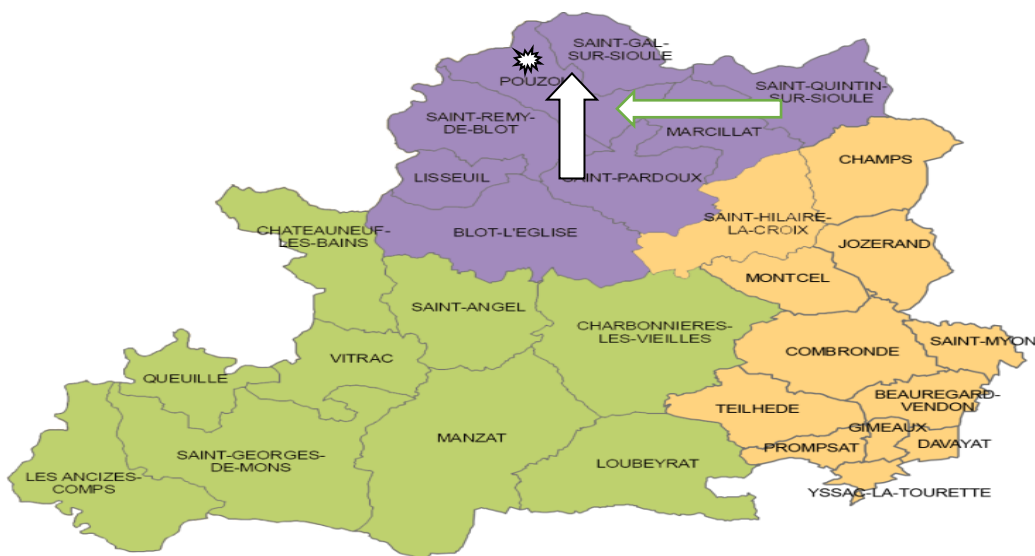 SAINT-GAL-
SUR-SIOULE
POUZOL
SAINT-QUINTIN-
SUR-SIOULE
SAINT-REMY-
DE-BLOT
MARCILLAT
CHAMPS
LISSEUIL
SAINT-PARDOUX
SAINT-HILAIRE-
LA-CROIX
CHATEAUNEUF-
LES-BAINS
BLOT-L'EGLISE
JOZERAND
MONTCEL
SAINT-ANGEL
CHARBONNIERES-
LES-VIEILLES
SAINT-MYON
COMBRONDE
VITRAC
QUEUILLE
BEAUREGARD-
VENDON
TEILHEDE
GIMEAUX
MANZAT
DAVAYAT
PROMPSAT
SAINT-GEORGES-
DE-MONS
LOUBEYRAT
LES ANCIZES-
COMPS
YSSAC-LA-TOURETTE